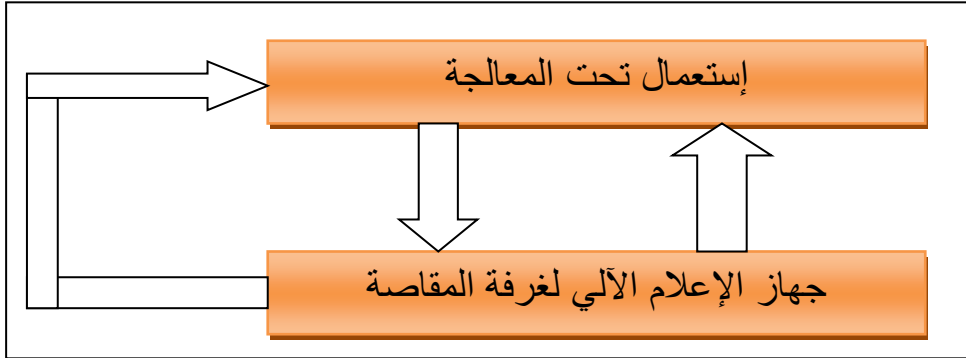 إستعمال تحت المعالجة
جهاز الإعلام الآلي لغرفة المقاصة